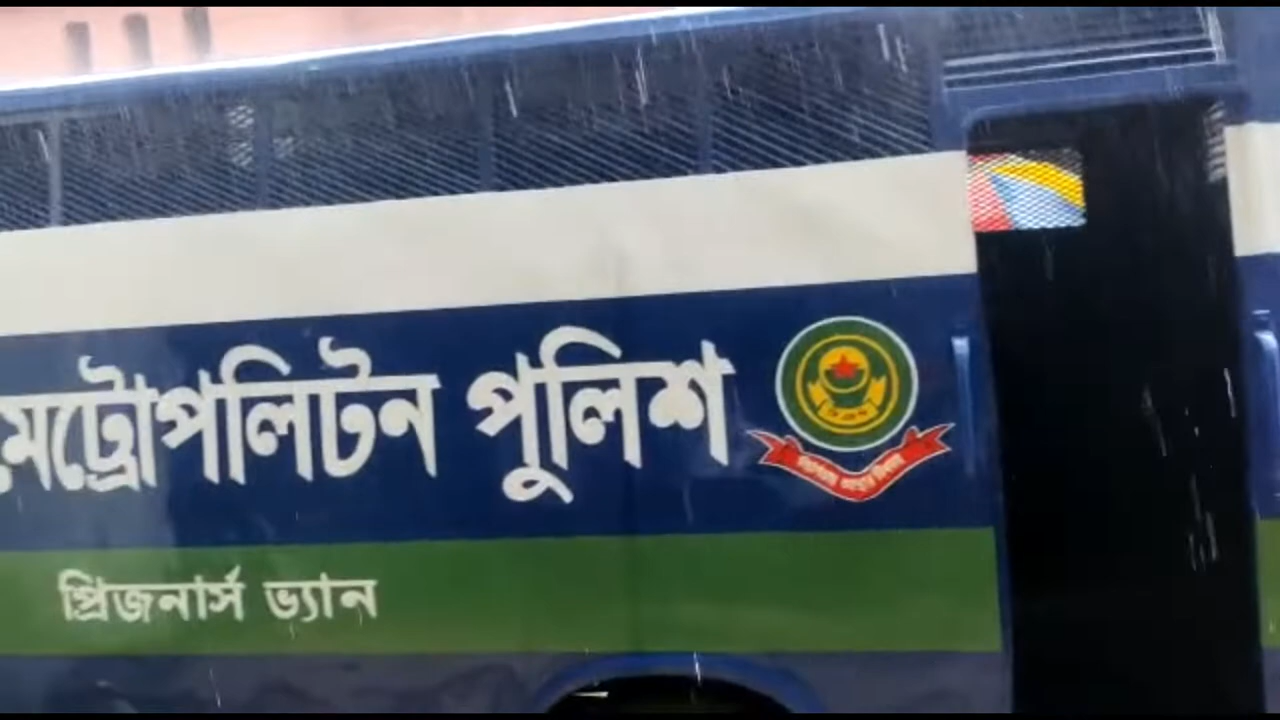 মেট্রোপলিটন পুলিশ
প্রিজনার্স ভ্যান